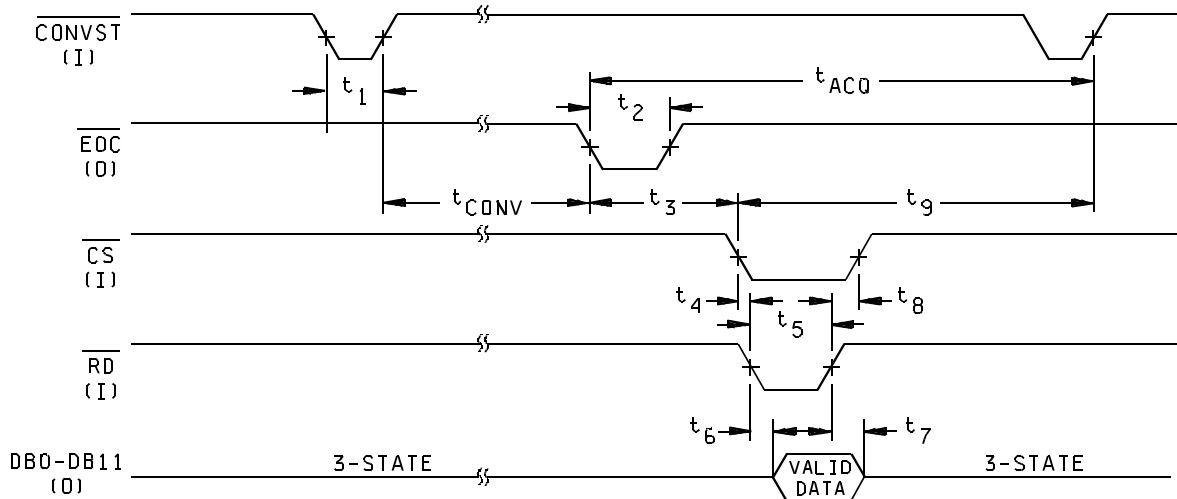 CONVST
(I)
t1
tACQ
t2
EOC
(O)
tCONV
t3
t9
CS
(I)
t4
t5
t8
RD
(I)
t6
t7
DB0-DB11
(O)
3-STATE
VALID
DATA
3-STATE